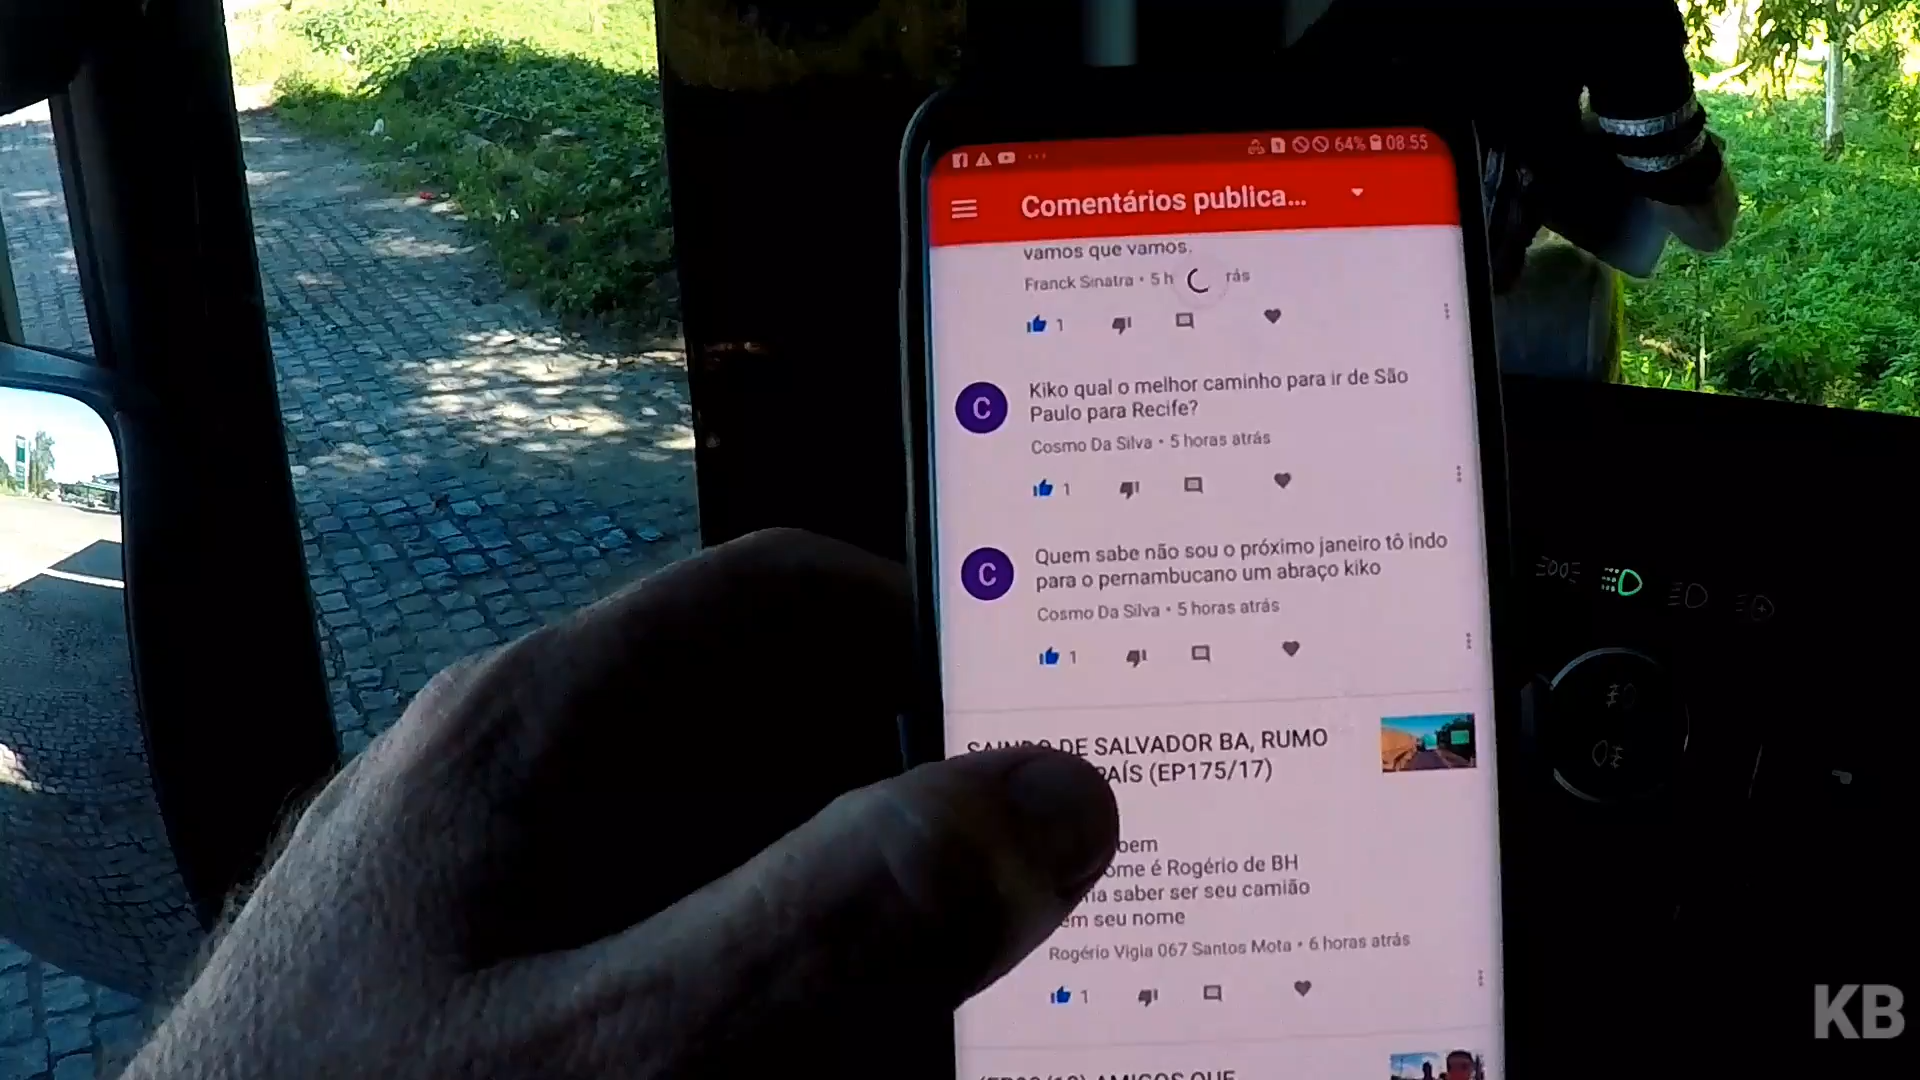 64% 08:55
Comentários publica...
vamos que vamos.
Franck Sinatra • 5 h rás
1
Kiko qual o melhor caminho para ir de São
Paulo para Recife?
Cosmo Da Silva • 5 horas atrás
1
Quem sabe não sou o próximo janeiro tô indo
para o pernambucano um abraço kiko
Cosmo Da Silva • 5 horas atrás
1
DE SALVADOR BA, RUMO
(EP175/17)
bem
é Rogério de BH
saber ser seu camião
seu nome
Rogério Vigia 067 Santos Mota • 6 horas atrás
1
AMIGOS QUE
C
C
KB